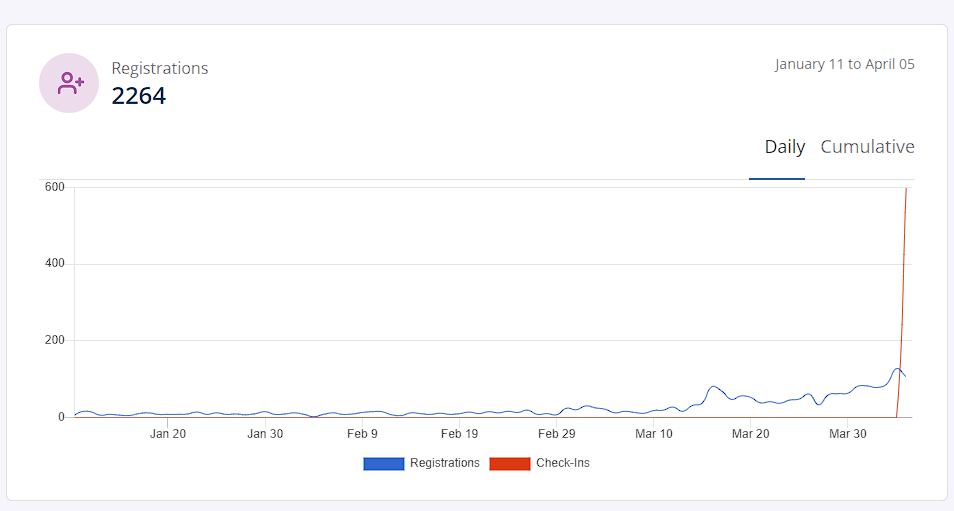 Registrations
2264
January 11 to April 05
Daily Cumulative
600
400
200
0
Jan 20 Jan 30 Feb 9 Feb 19 Feb 29 Mar 10 Mar 20 Mar 30
Registrations Check-Ins